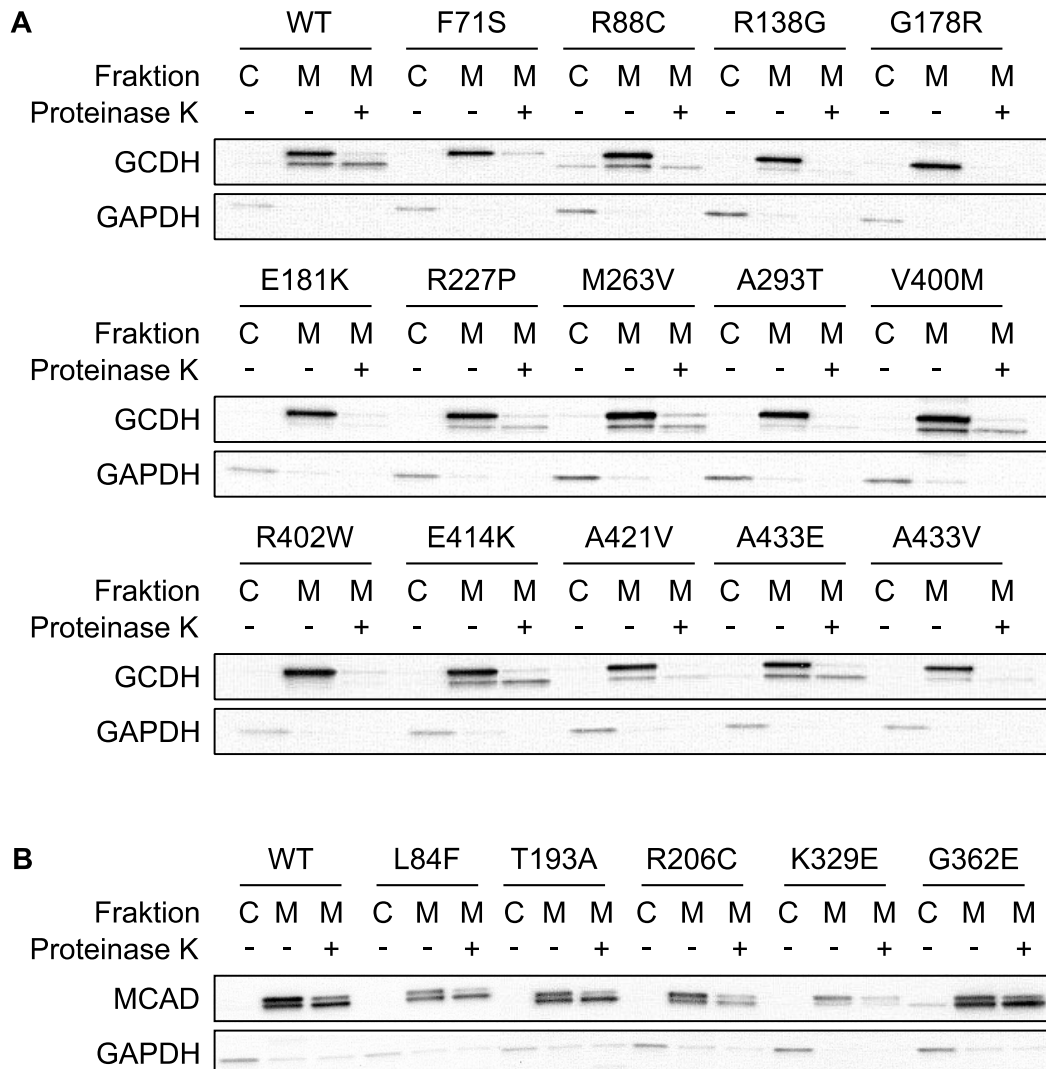 A WT F71S R88C R138G G178R
Fraktion C M M C M M C M M C M M C M M
Proteinase K - - + - - + - - + - - + - - +
GCDH
GAPDH
E181K R227P M263V A293T V400M
Fraktion C M M C M M C M M C M M C M M
Proteinase K - - + - - + - - + - - + - - +
GCDH
GAPDH
R402W E414K A421V A433E A433V
Fraktion C M M C M M C M M C M M C M M
Proteinase K - - + - - + - - + - - + - - +
GCDH
GAPDH
B WT L84F T193A R206C K329E G362E
Fraktion C M M C M M C M M C M M C M M C M M
Proteinase K - - + - - + - - + - - + - - + - - +
MCAD
GAPDH